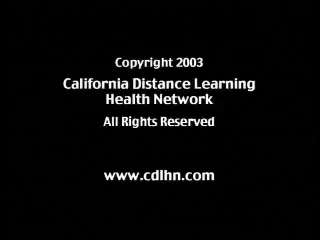 Copyright 2003
California Distance Learning
Health Network
All Rights Reserved
www.cdlhn.com